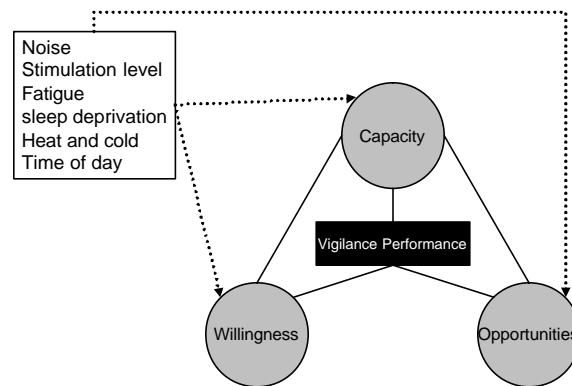 Noise
Stimulation level
Fatigue
sleep deprivation
Heat and cold
Time of day
Capacity
Vigilance Performance
Willingness
Opportunities